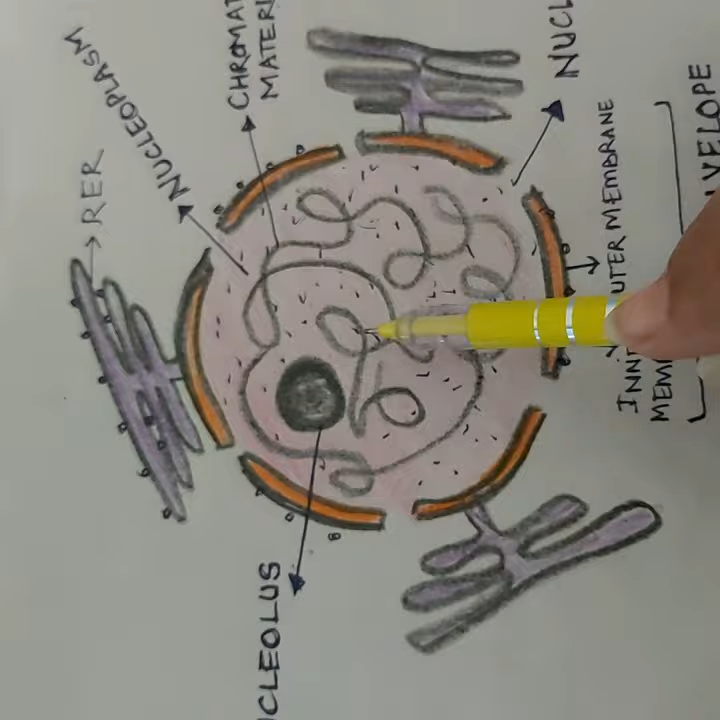 RER
NUCLEOPLASM
CHROMAT
MATERI
NUCL
UTER MEMBRANE
INN
MEM
VELOPE
CLEOLUS